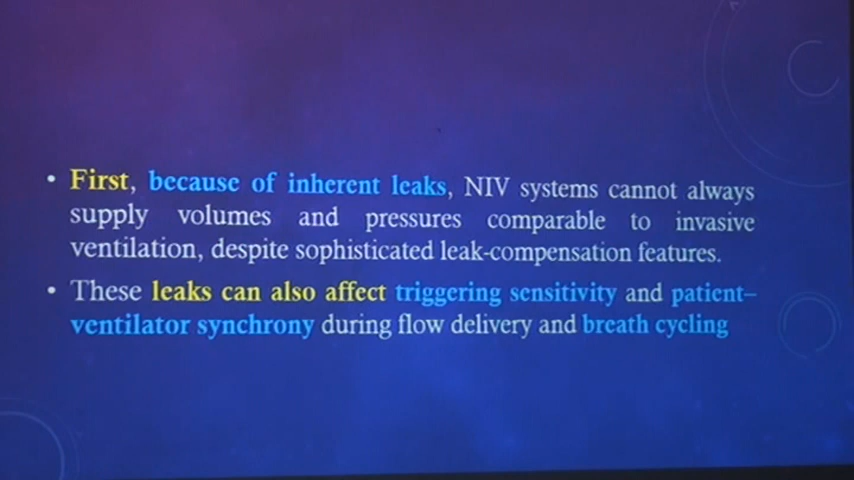 • First, because of inherent leaks, NIV systems cannot always
supply volumes and pressures comparable to invasive
ventilation, despite sophisticated leak-compensation features.
• These leaks can also affect triggering sensitivity and patient–
ventilator synchrony during flow delivery and breath cycling